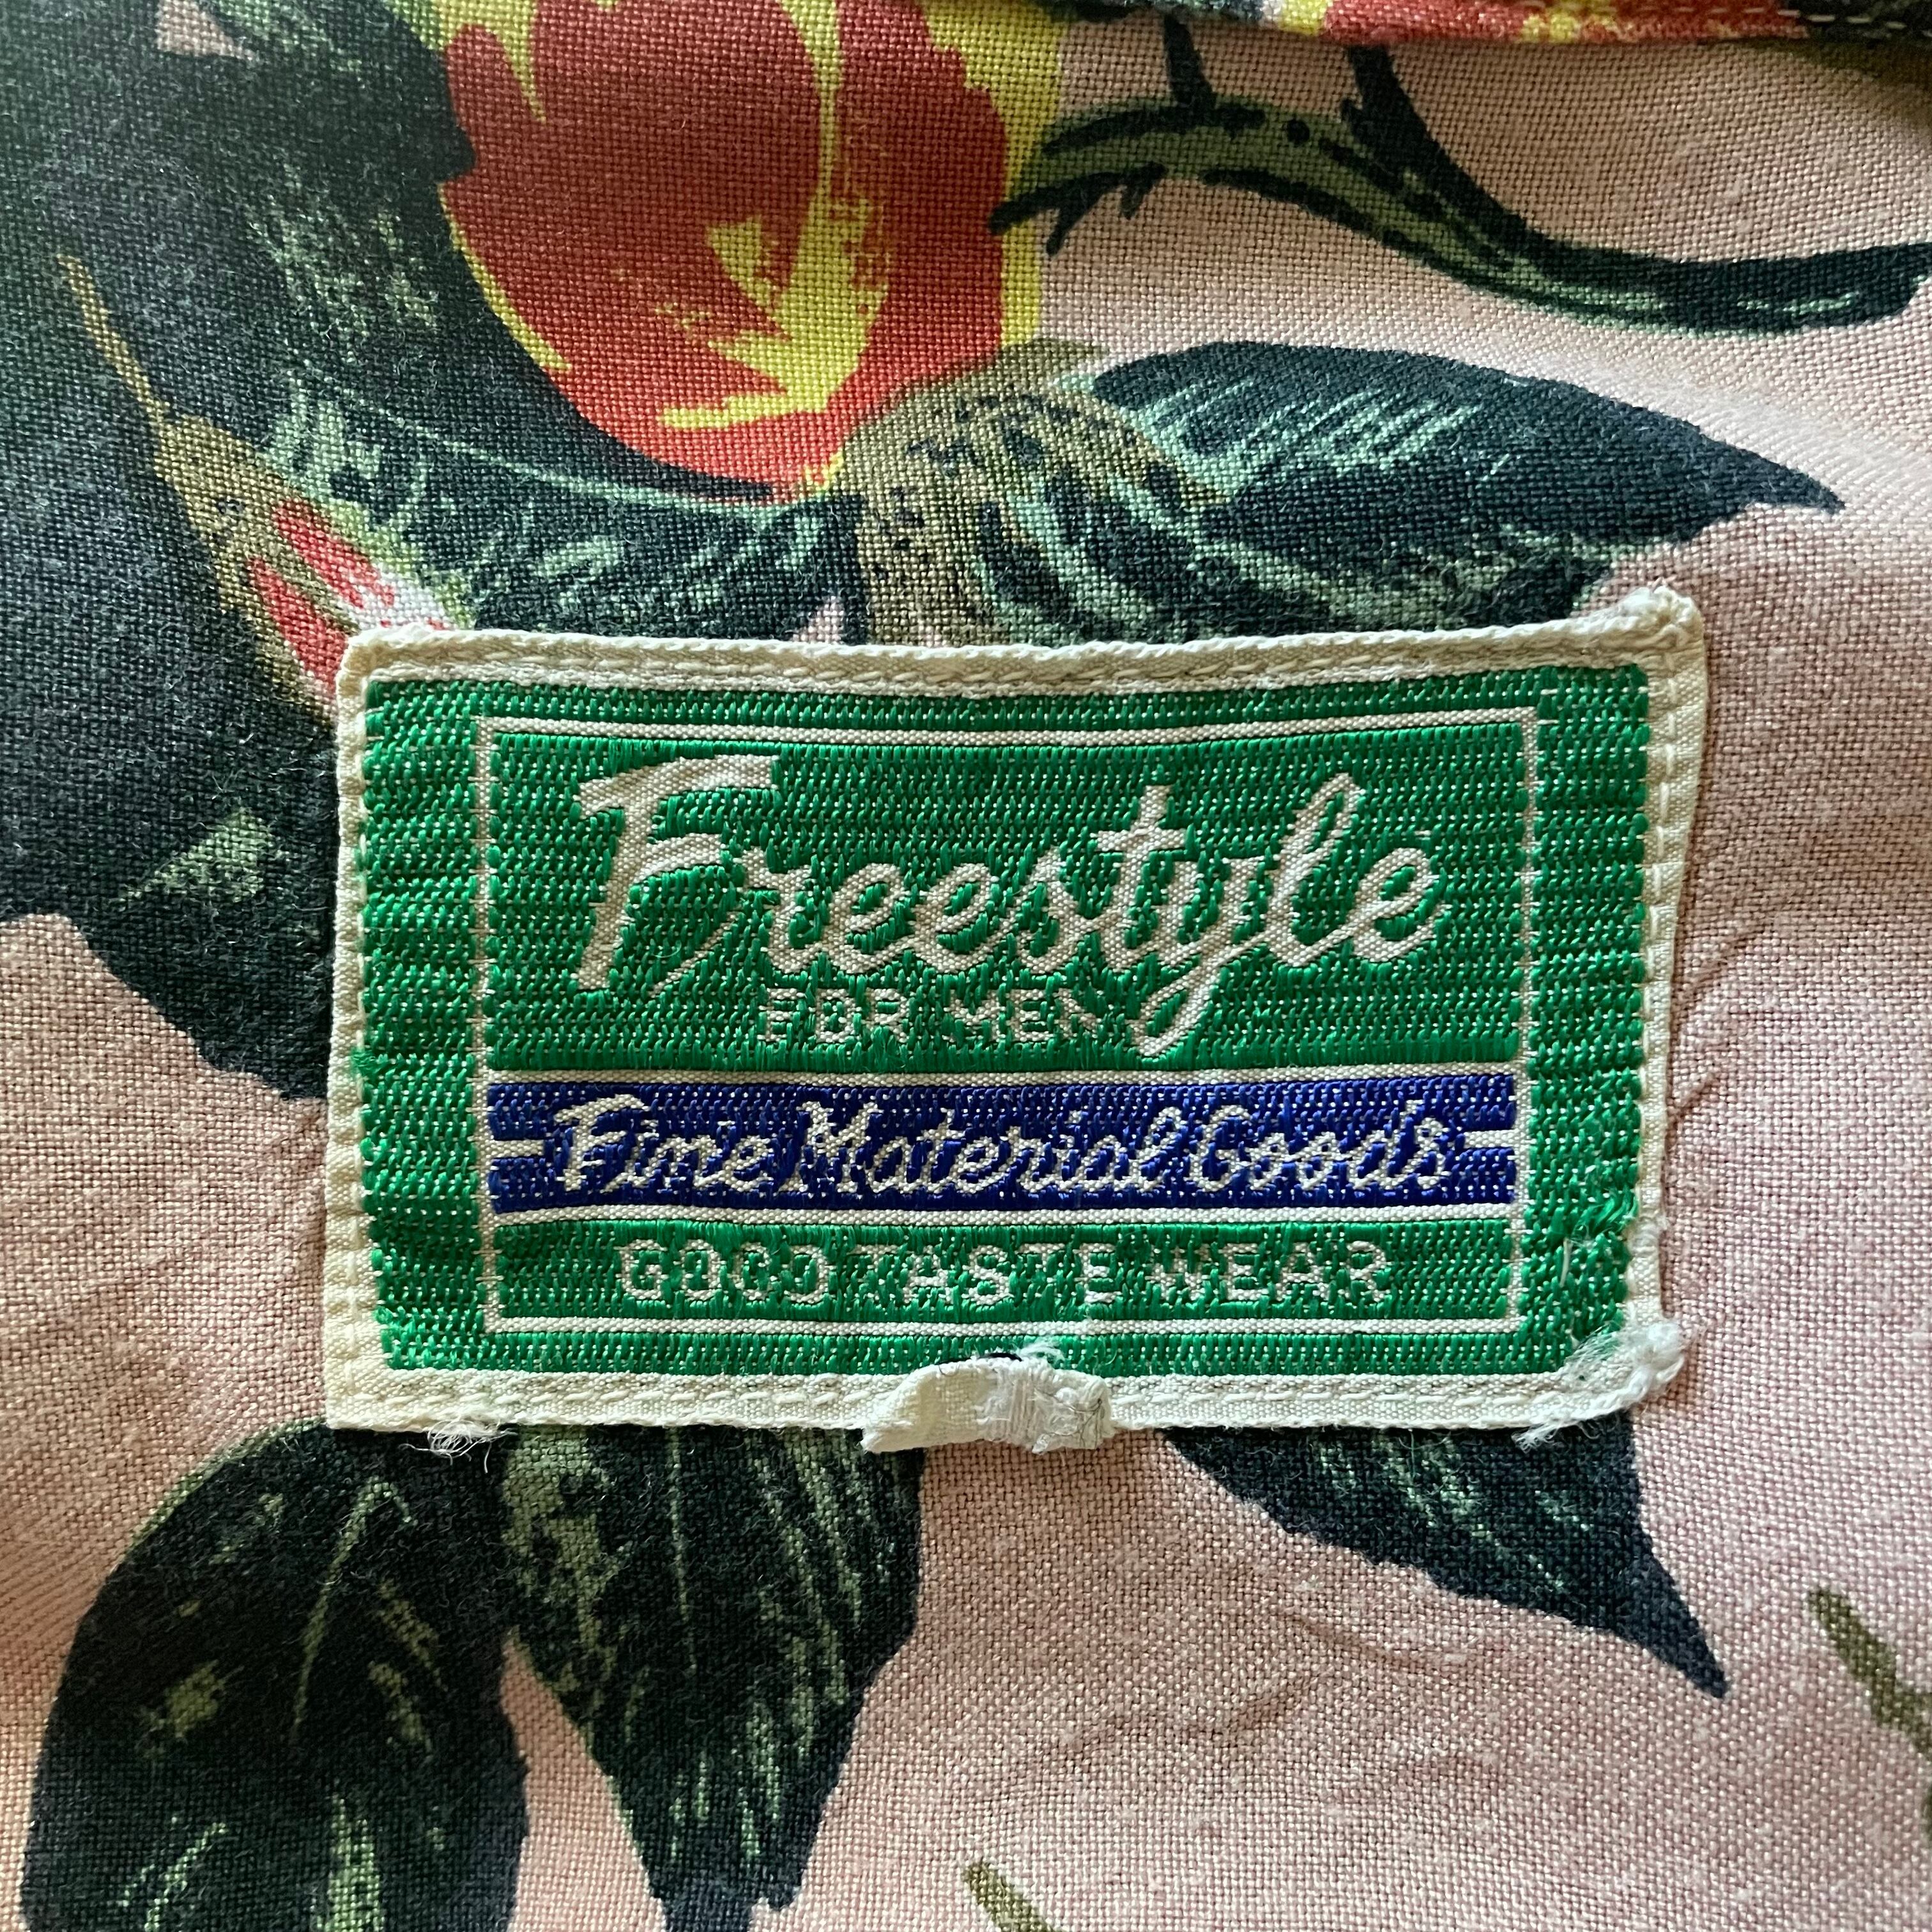 Freestyle
FOR MEN
Fine Material Goods
GOOD TASTE WEAR